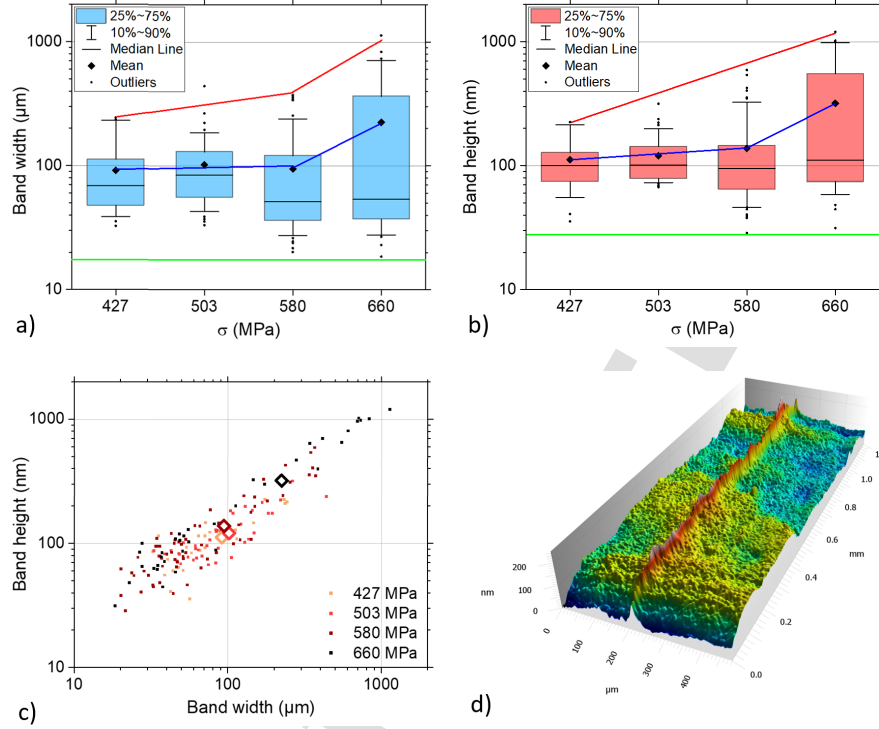 25%~75%
10%~90%
Median Line
Mean
Outliers
1000
100
10
Band width (µm)
427 503 580 660
σ (MPa)
a)
25%~75%
10%~90%
Median Line
Mean
Outliers
1000
100
10
Band height (nm)
427 503 580 660
σ (MPa)
b)
1000
100
10
Band height (nm)
427 MPa
503 MPa
580 MPa
660 MPa
10 100 1000
Band width (µm)
c)
200
nm
100
0
0
100
200
300
400
µm
0.0
0.2
0.4
mm
0.6
0.8
1.0
d)